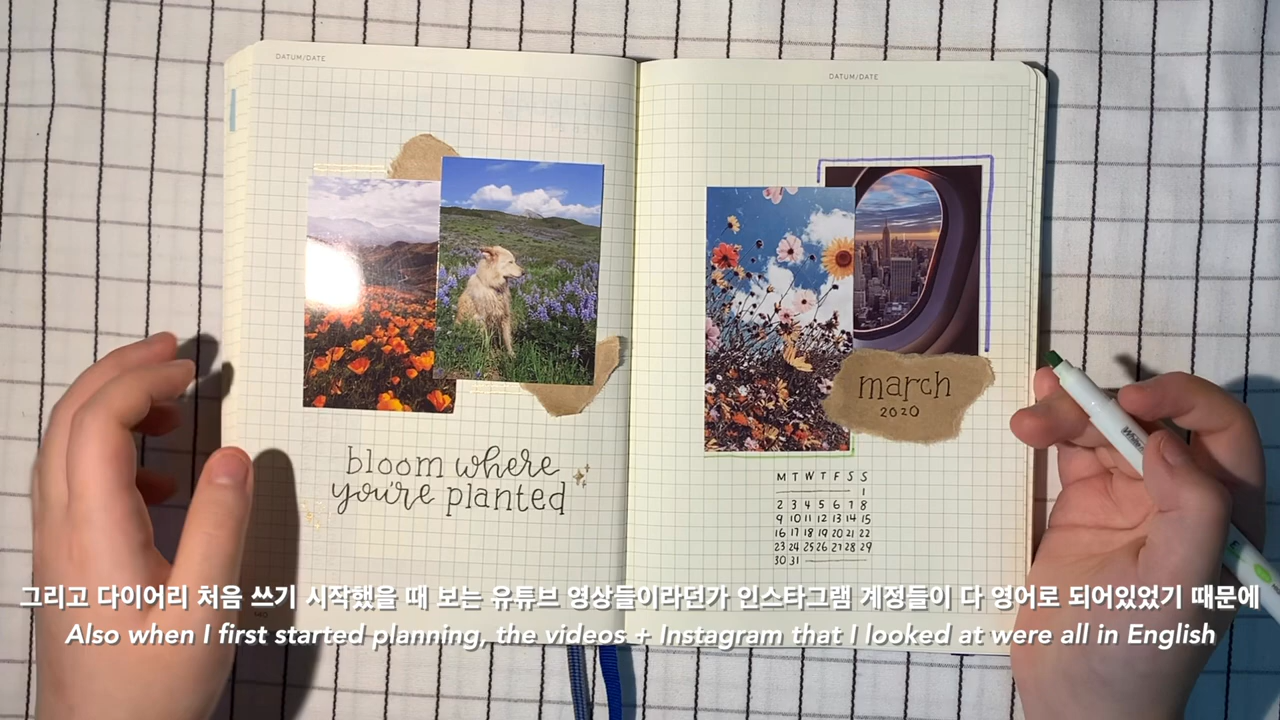 DATUM/DATE
bloom where
you're planted
DATUM/DATE
march
2020
M T W T F S S
1
2 3 4 5 6 7 8
9 10 11 12 13 14 15
16 17 18 19 20 21 22
23 24 25 26 27 28 29
30 31
그리고 다이어리 처음 쓰기 시작했을 때 보는 유튜브 영상들이라던가 인스타그램 계정들이 다 영어로 되어있었기 때문에
Also when I first started planning, the videos + Instagram that I looked at were all in English